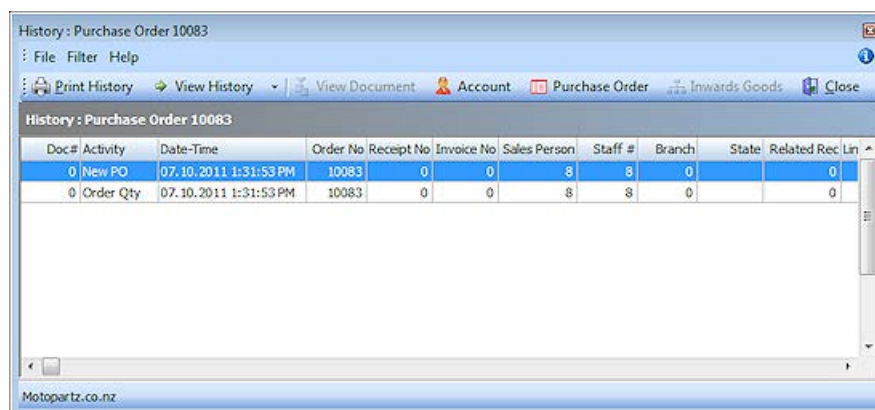 History : Purchase Order 10083
File Filter Help
Print History View History View Document Account Purchase Order Inwards Goods Close
History : Purchase Order 10083
Doc# Activity Date-Time Order No Receipt No Invoice No Sales Person Staff # Branch State Related Rec Lin
0 New PO 07.10.2011 1:31:53 PM 10083 0 0 8 8 0 0
0 Order Qty 07.10.2011 1:31:53 PM 10083 0 0 8 8 0 0
Motopartz.co.nz